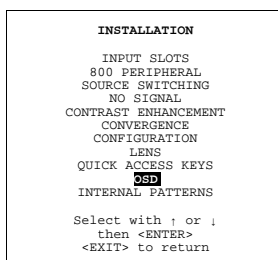 INSTALLATION
INPUT SLOTS
800 PERIPHERAL
SOURCE SWITCHING
NO SIGNAL
CONTRAST ENHANCEMENT
CONVERGENCE
CONFIGURATION
LENS
QUICK ACCESS KEYS
OSD
INTERNAL PATTERNS
Select with ↑ or ↓
then <ENTER>
<EXIT> to return